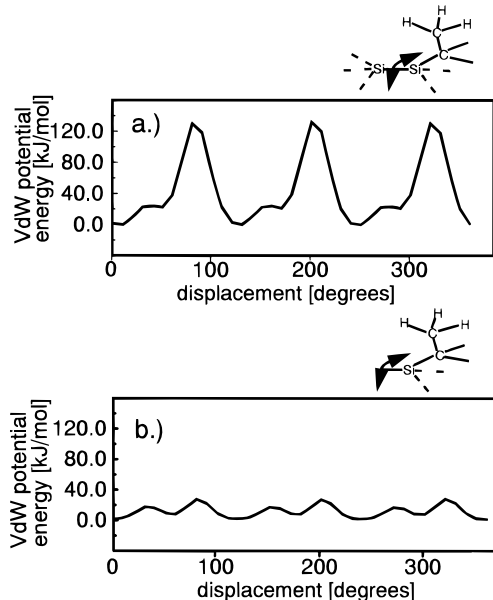 H
H
H
C
C
Si
Si
a.)
120.0
80.0
40.0
0.0
VdW potential
energy [kJ/mol]
0
100
200
300
displacement [degrees]
H
H
H
C
C
Si
b.)
120.0
80.0
40.0
0.0
VdW potential
energy [kJ/mol]
0
100
200
300
displacement [degrees]